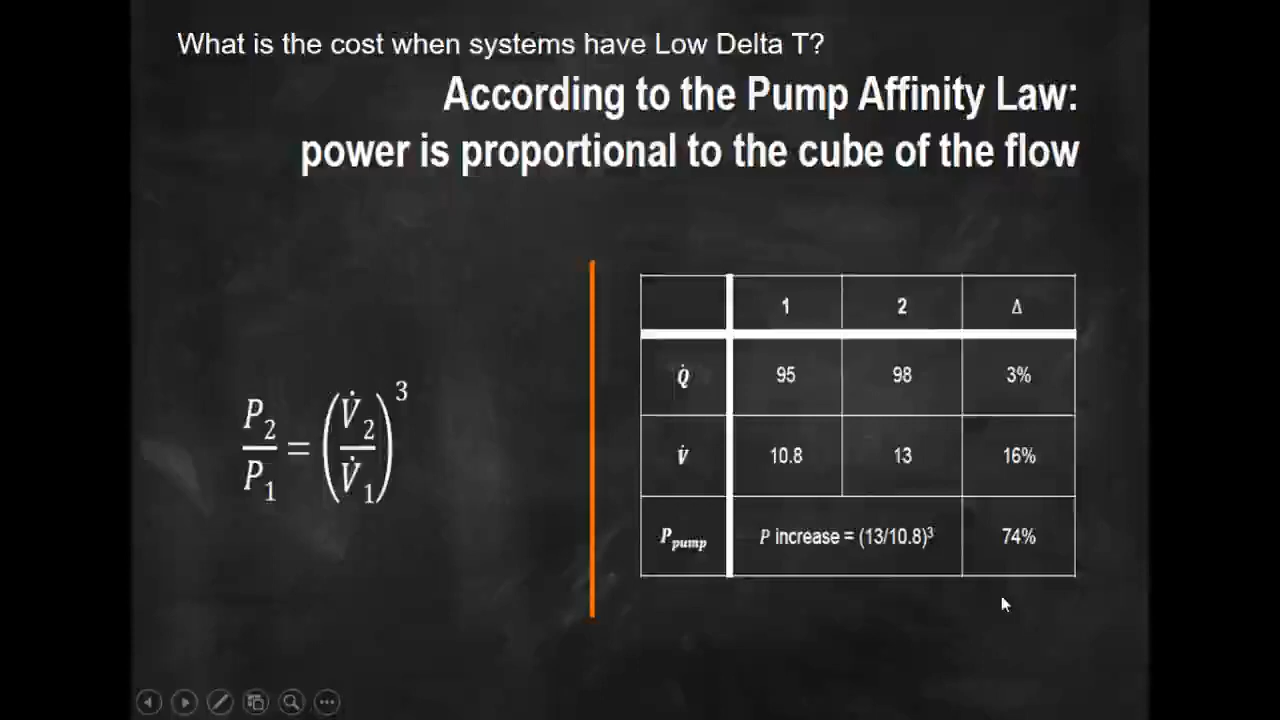 What is the cost when systems have Low Delta T?
According to the Pump Affinity Law:
power is proportional to the cube of the flow
P₂/P₁ = (V̇₂/V̇₁)³
1 2 Δ
Q̇ 95 98 3%
V̇ 10.8 13 16%
P_pump P increase = (13/10.8)³ 74%